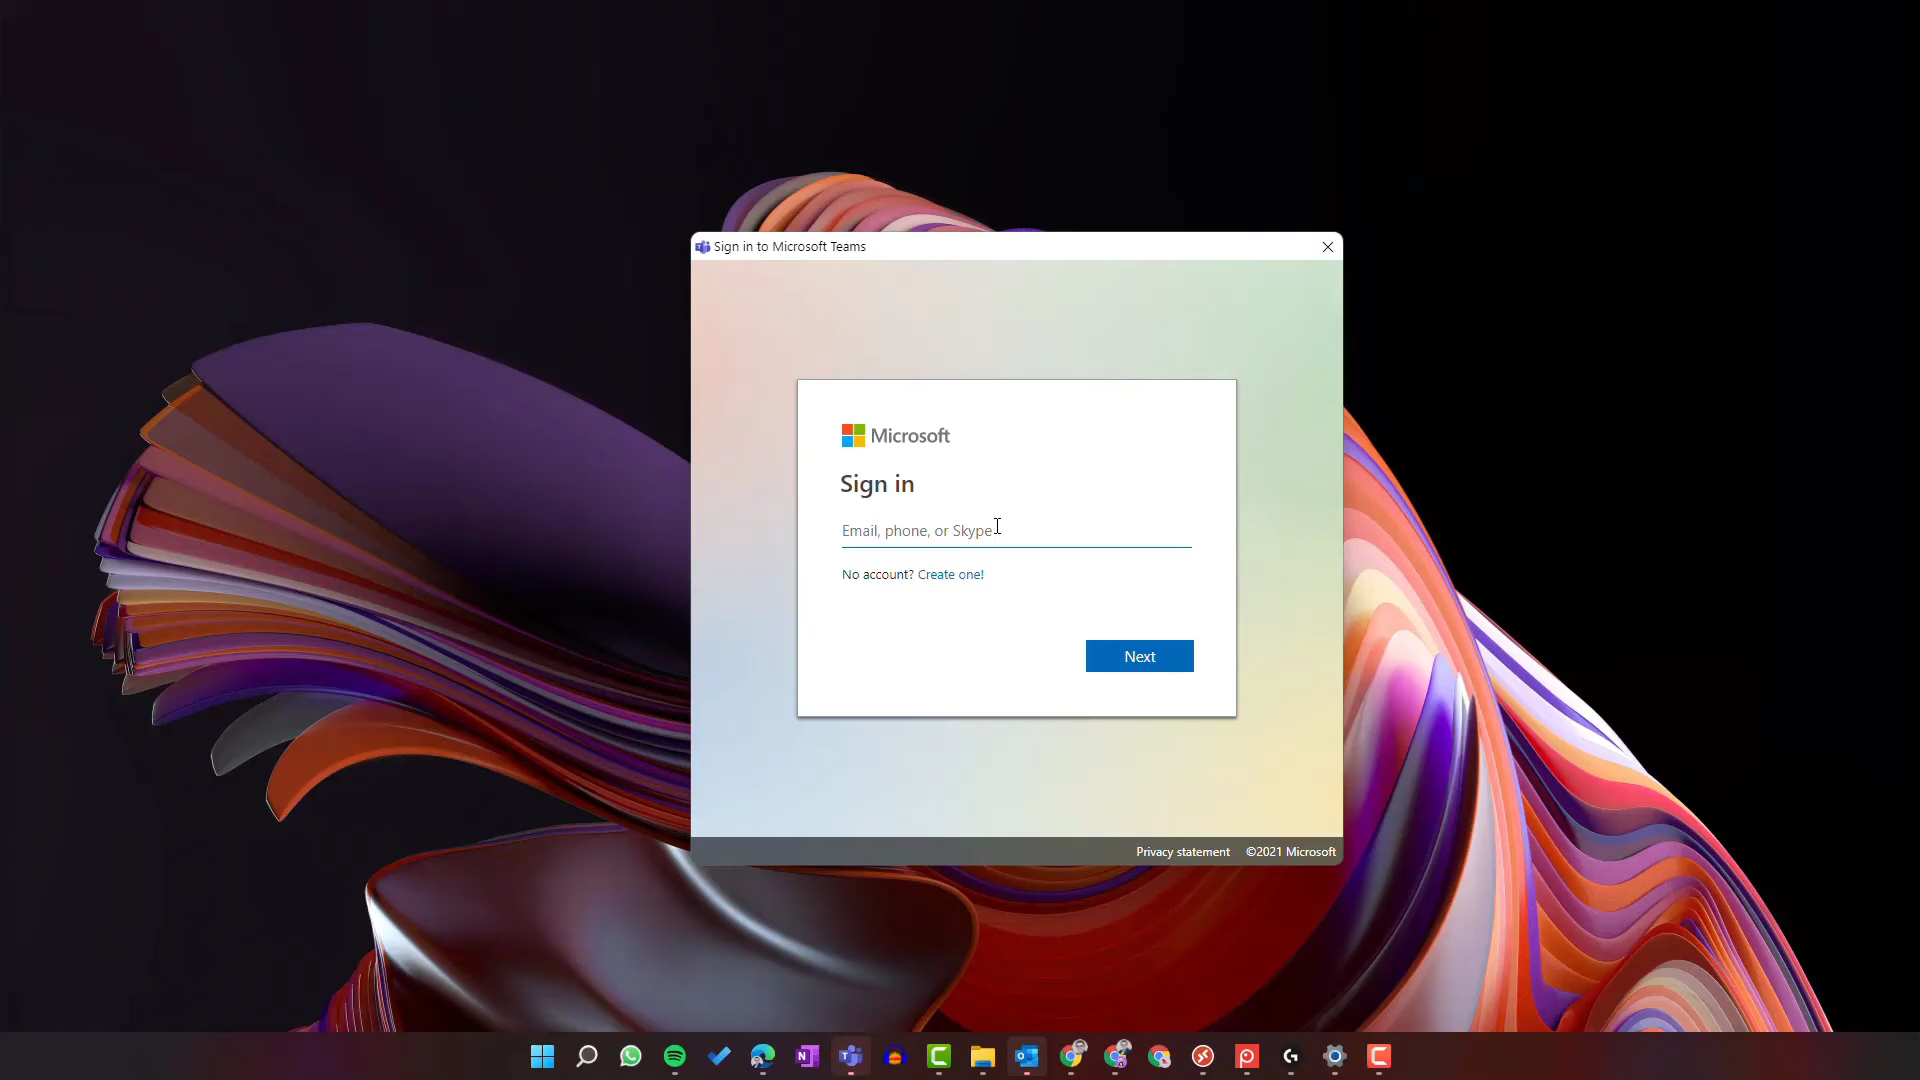 Sign in to Microsoft Teams
Microsoft
Sign in
Email, phone, or Skype
No account? Create one!
Next
Privacy statement ©2021 Microsoft